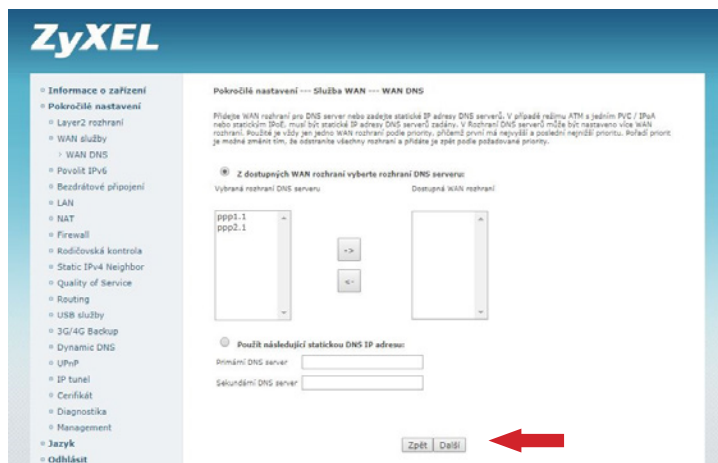 ZyXEL
Informace o zařízení
Pokročilé nastavení
Layer2 rozhraní
WAN služby
> WAN DNS
Povolit IPv6
Bezdrátové připojení
LAN
NAT
Firewall
Rodičovská kontrola
Static IPv4 Neighbor
Quality of Service
Routing
USB služby
3G/4G Backup
Dynamic DNS
UPnP
IP tunel
Cerifikát
Diagnostika
Management
Jazyk
Odhlásit
Pokročilé nastavení --- Služba WAN --- WAN DNS
Přidejte WAN rozhraní pro DNS server nebo zadejte statické IP adresy DNS serverů. V případě režimu ATM s jedním PVC / IPoA
nebo statickým IPoE, musí být statické IP adresy DNS serverů zadány. V Rozhraní DNS serverů může být nastaveno více WAN
rozhraní. Použité je vždy jen jedno WAN rozhraní podle priority, přičemž první má nejvyšší a poslední nejnižší prioritu. Pořadí priorit
je možné změnit tím, že odstraníte všechny rozhraní a přidáte je zpět podle požadované priority.
Z dostupných WAN rozhraní vyberte rozhraní DNS serveru:
Vybraná rozhraní DNS serveru
Dostupná WAN rozhraní
ppp1.1
ppp2.1
->
<-
Použít následující statickou DNS IP adresu:
Primární DNS server
Sekundární DNS server
Zpět
Další